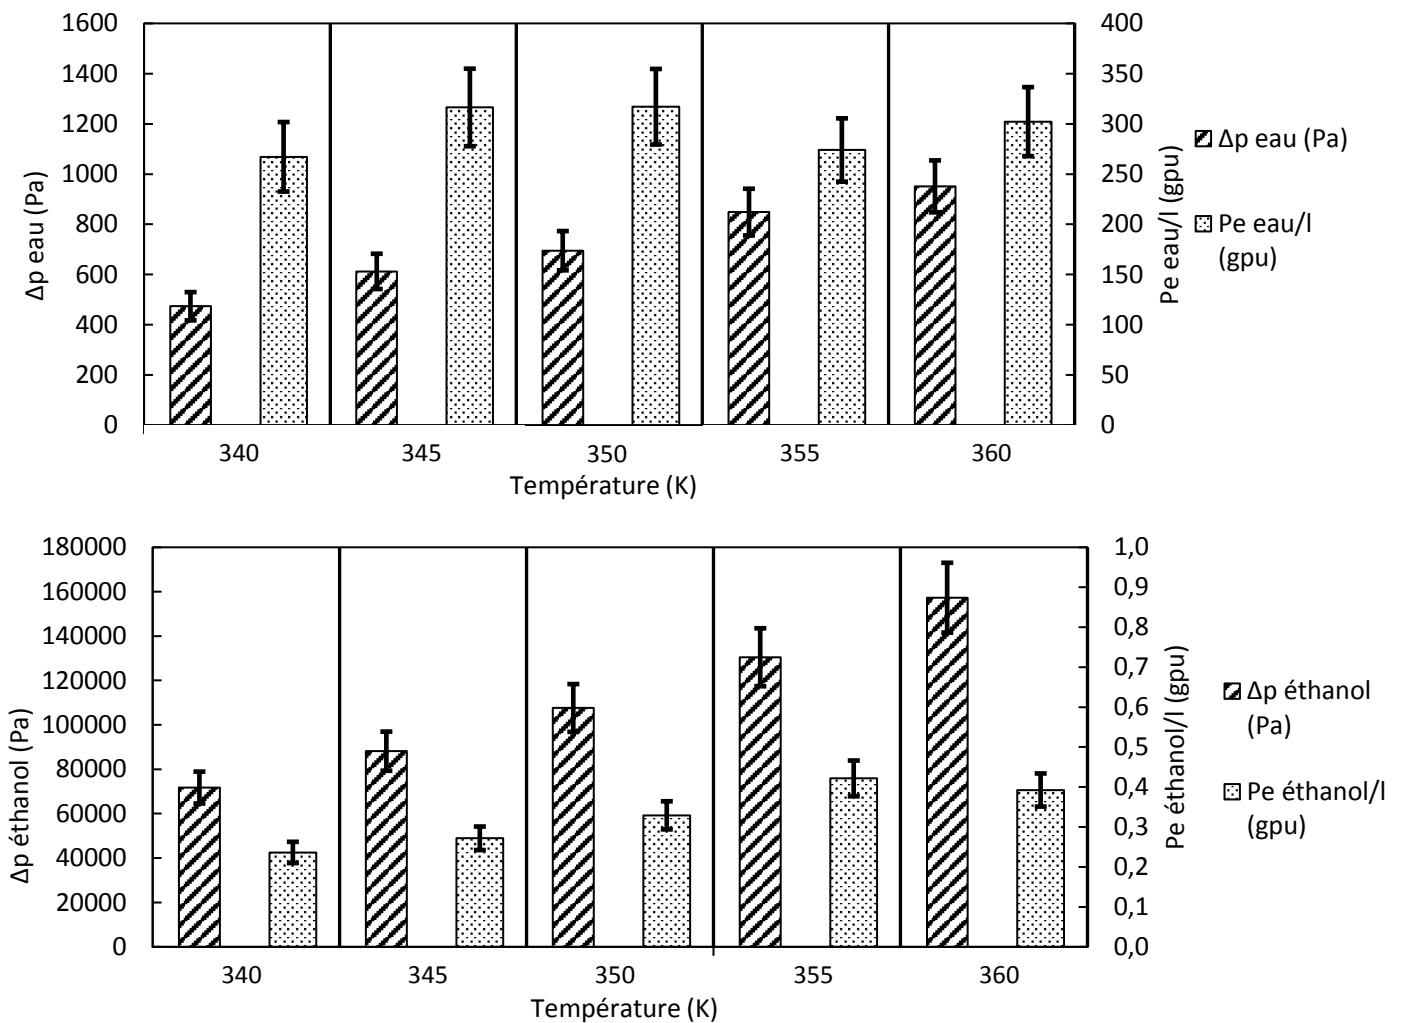 1600
1400
1200
1000
800
600
400
200
0
Δp eau (Pa)
400
350
300
250
200
150
100
50
0
Pe eau/l (gpu)
340 345 350 355 360
Température (K)
Δp eau (Pa)
Pe eau/l
(gpu)
180000
160000
140000
120000
100000
80000
60000
40000
20000
0
Δp éthanol (Pa)
1,0
0,9
0,8
0,7
0,6
0,5
0,4
0,3
0,2
0,1
0,0
Pe éthanol/l (gpu)
340 345 350 355 360
Température (K)
Δp éthanol
(Pa)
Pe éthanol/l
(gpu)